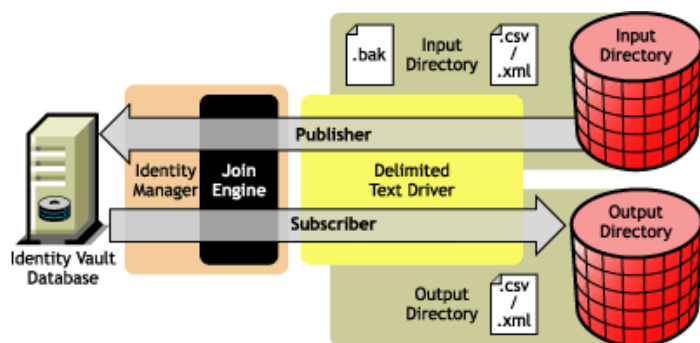 .bak
Input
Directory
.csv
/
.xml
Input
Directory
Publisher
Identity
Manager
Join
Engine
Delimited
Text Driver
Subscriber
Identity Vault
Database
Output
Directory
Output
Directory
.csv
/
.xml